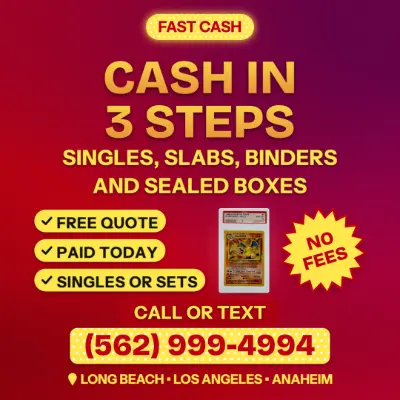 FAST CASH
CASH IN
3 STEPS
SINGLES, SLABS, BINDERS
AND SEALED BOXES
FREE QUOTE
PAID TODAY
SINGLES OR SETS
NO
FEES
CALL OR TEXT
(562) 999-4994
LONG BEACH • LOS ANGELES • ANAHEIM